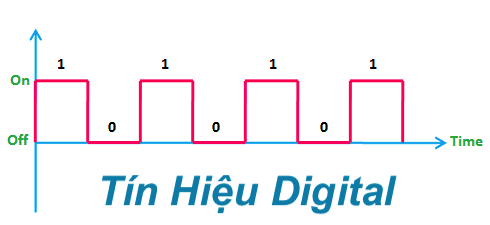 1 1 1 1
On
0 0 0
Off
Time
Tín Hiệu Digital